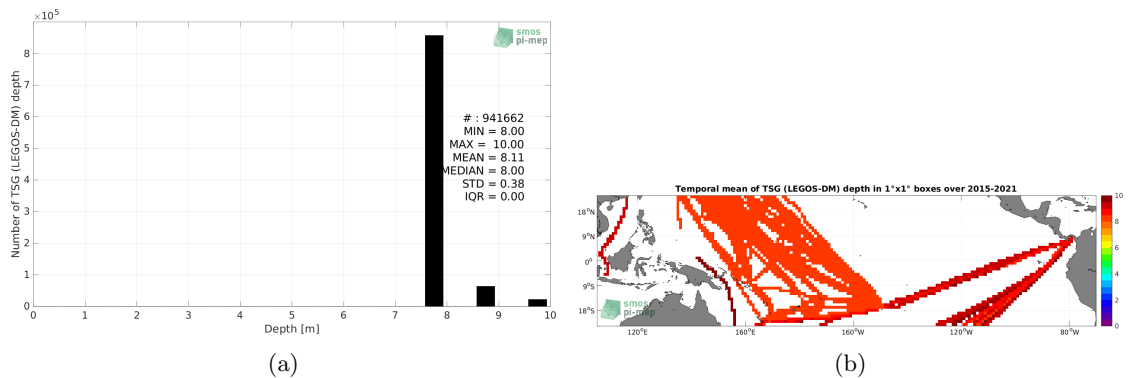 ×10⁵
8
7
6
5
4
3
2
1
0
Number of TSG (LEGOS-DM) depth
smos
pi-mep
# : 941662
MIN = 8.00
MAX = 10.00
MEAN = 8.11
MEDIAN = 8.00
STD = 0.38
IQR = 0.00
0 1 2 3 4 5 6 7 8 9 10
Depth [m]
(a)
Temporal mean of TSG (LEGOS-DM) depth in 1°x1° boxes over 2015-2021
18°N
9°N
0°
9°S
18°S
smos
pi-mep
120°E 160°E 160°W 120°W 80°W
10
8
6
4
2
0
(b)